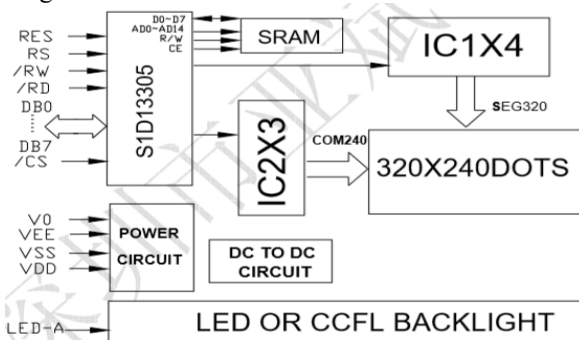 RES
RS
/RW
/RD
DB0
DB7
/CS
S1D13305
D0~D7
AD0~AD14
R/W
CE
SRAM
IC1X4
SEG320
IC2X3
COM240
320X240DOTS
V0
VEE
VSS
VDD
POWER
CIRCUIT
DC TO DC
CIRCUIT
LED-A
LED OR CCFL BACKLIGHT